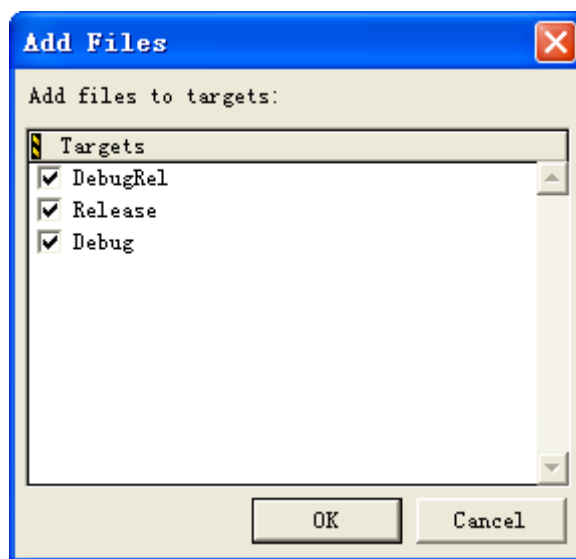 Add Files
Add files to targets:
Targets
DebugRel
Release
Debug
OK
Cancel